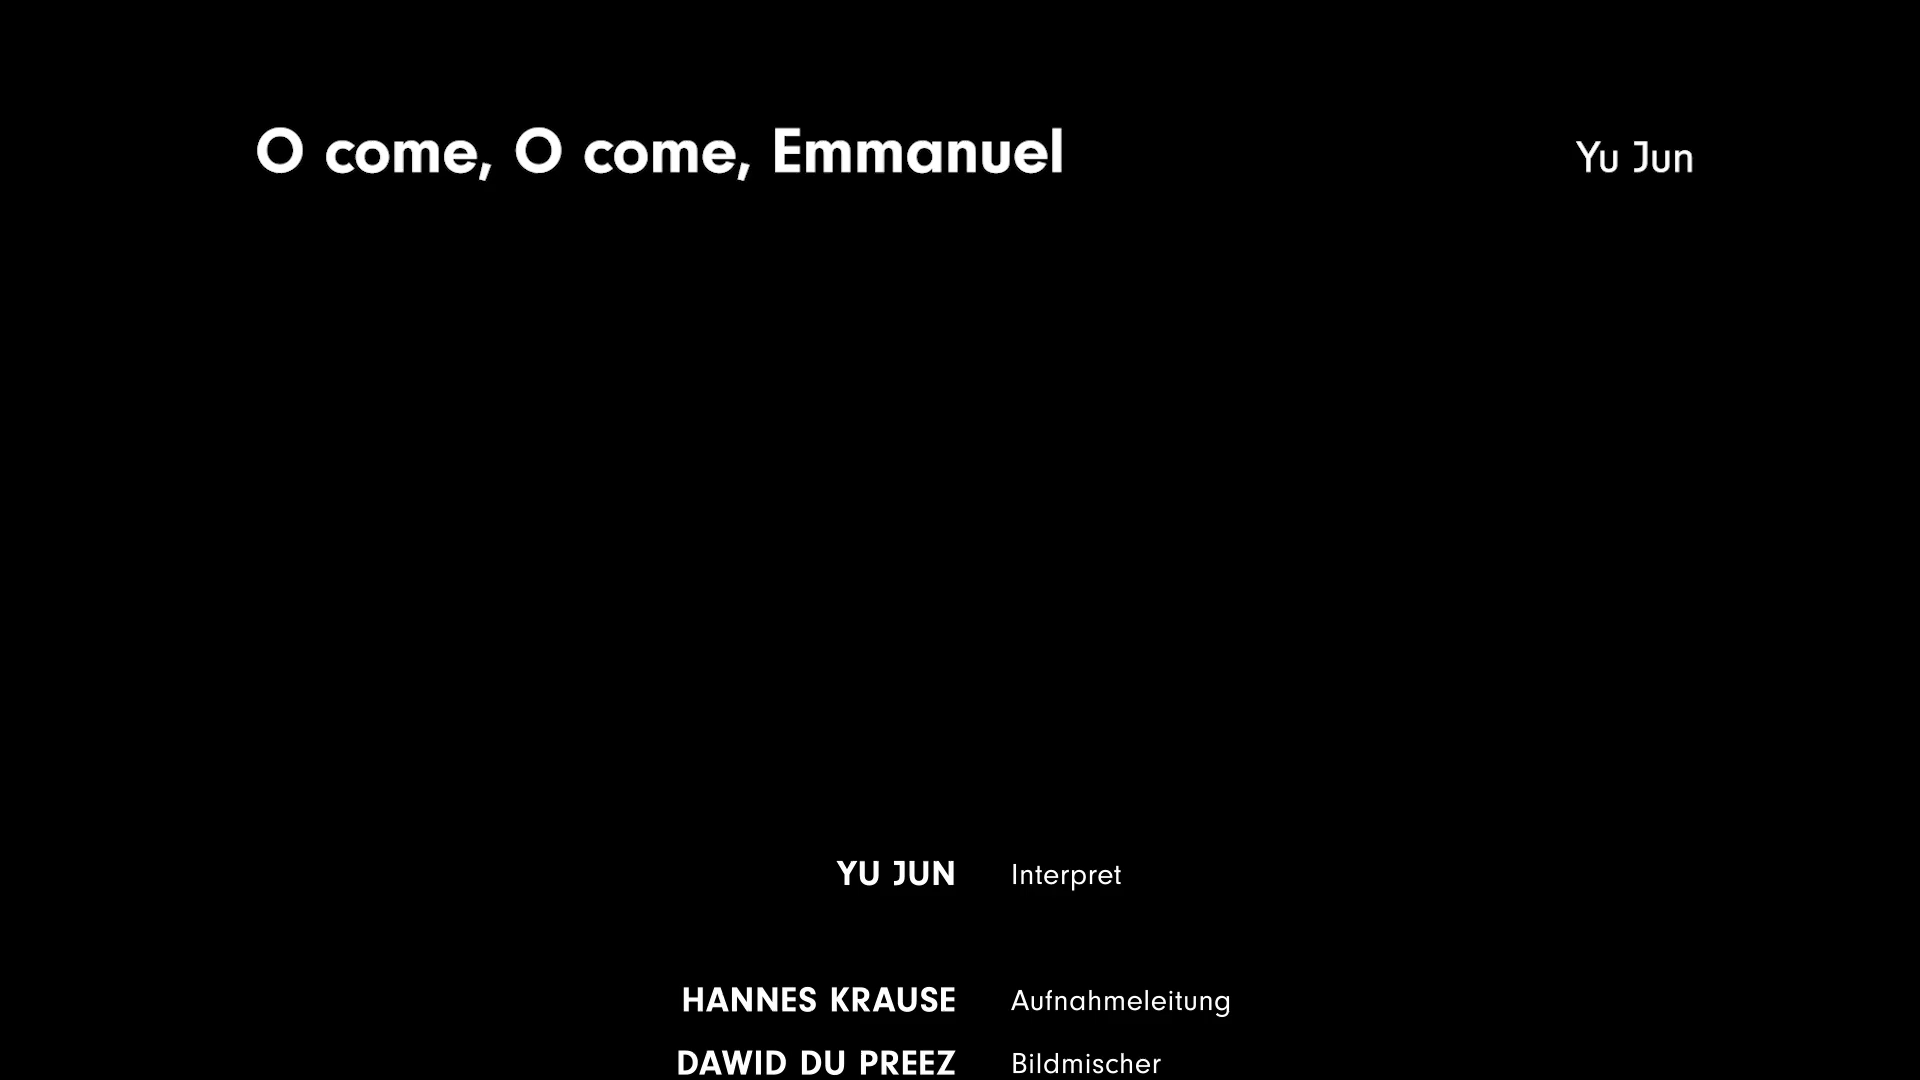 O come, O come, Emmanuel Yu Jun
YU JUN Interpret
HANNES KRAUSE Aufnahmeleitung
DAWID DU PREEZ Bildmischer